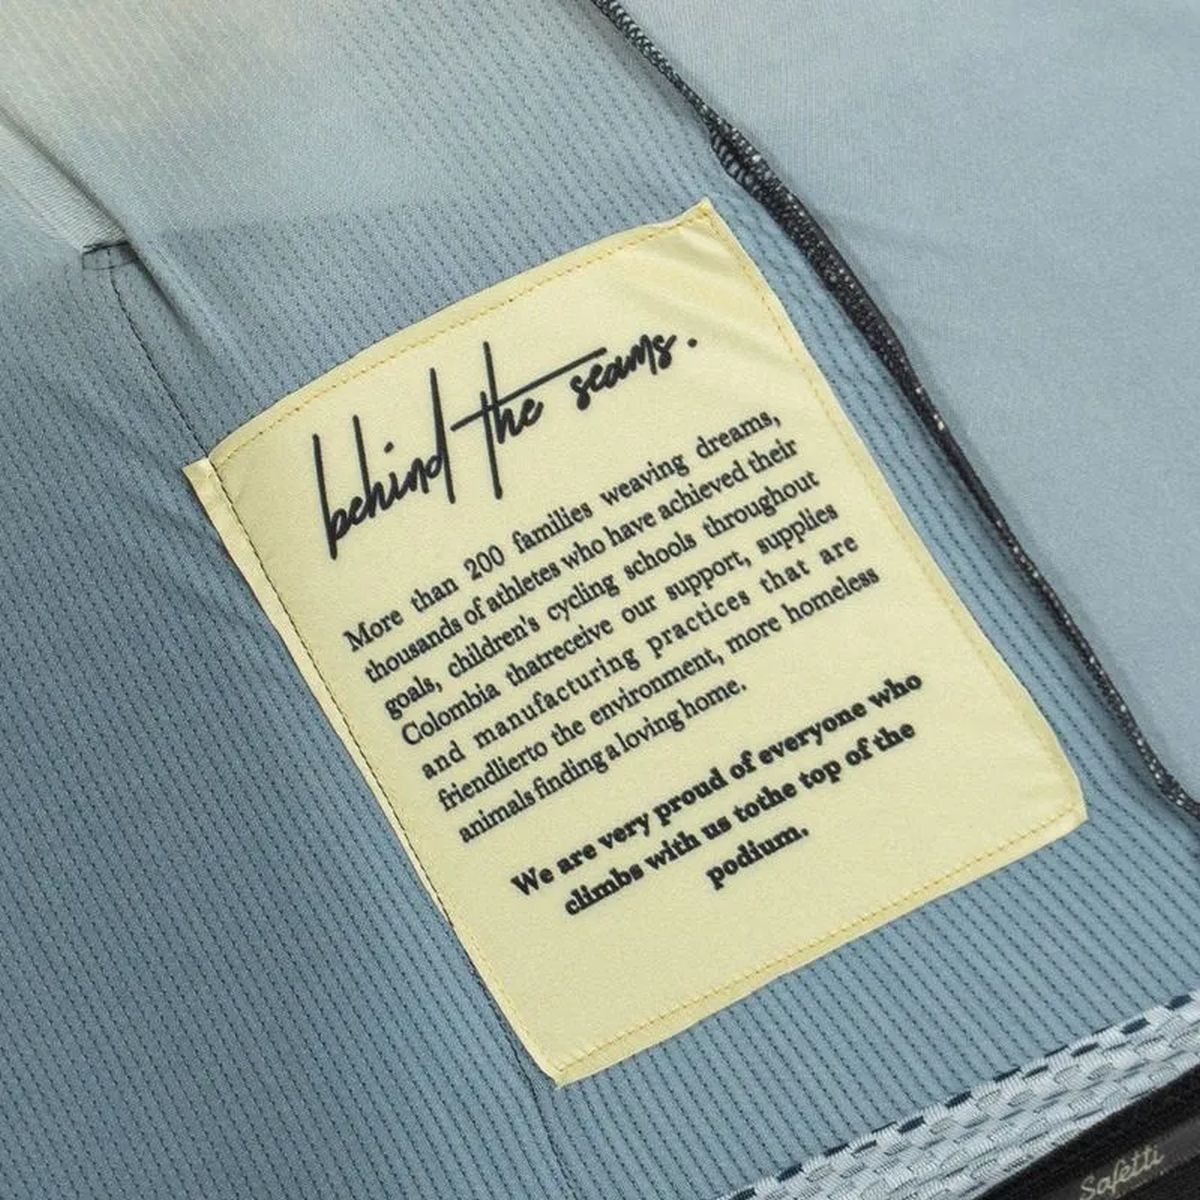 behind the seams.
More than 200 families weaving dreams,
thousands of athletes who have achieved their
goals, children's cycling schools throughout
Colombia thatreceive our support, supplies
and manufacturing practices that are
friendlierto the environment, more homeless
animals finding a loving home.
We are very proud of everyone who
climbs with us tothe top of the
podium.
Safetti